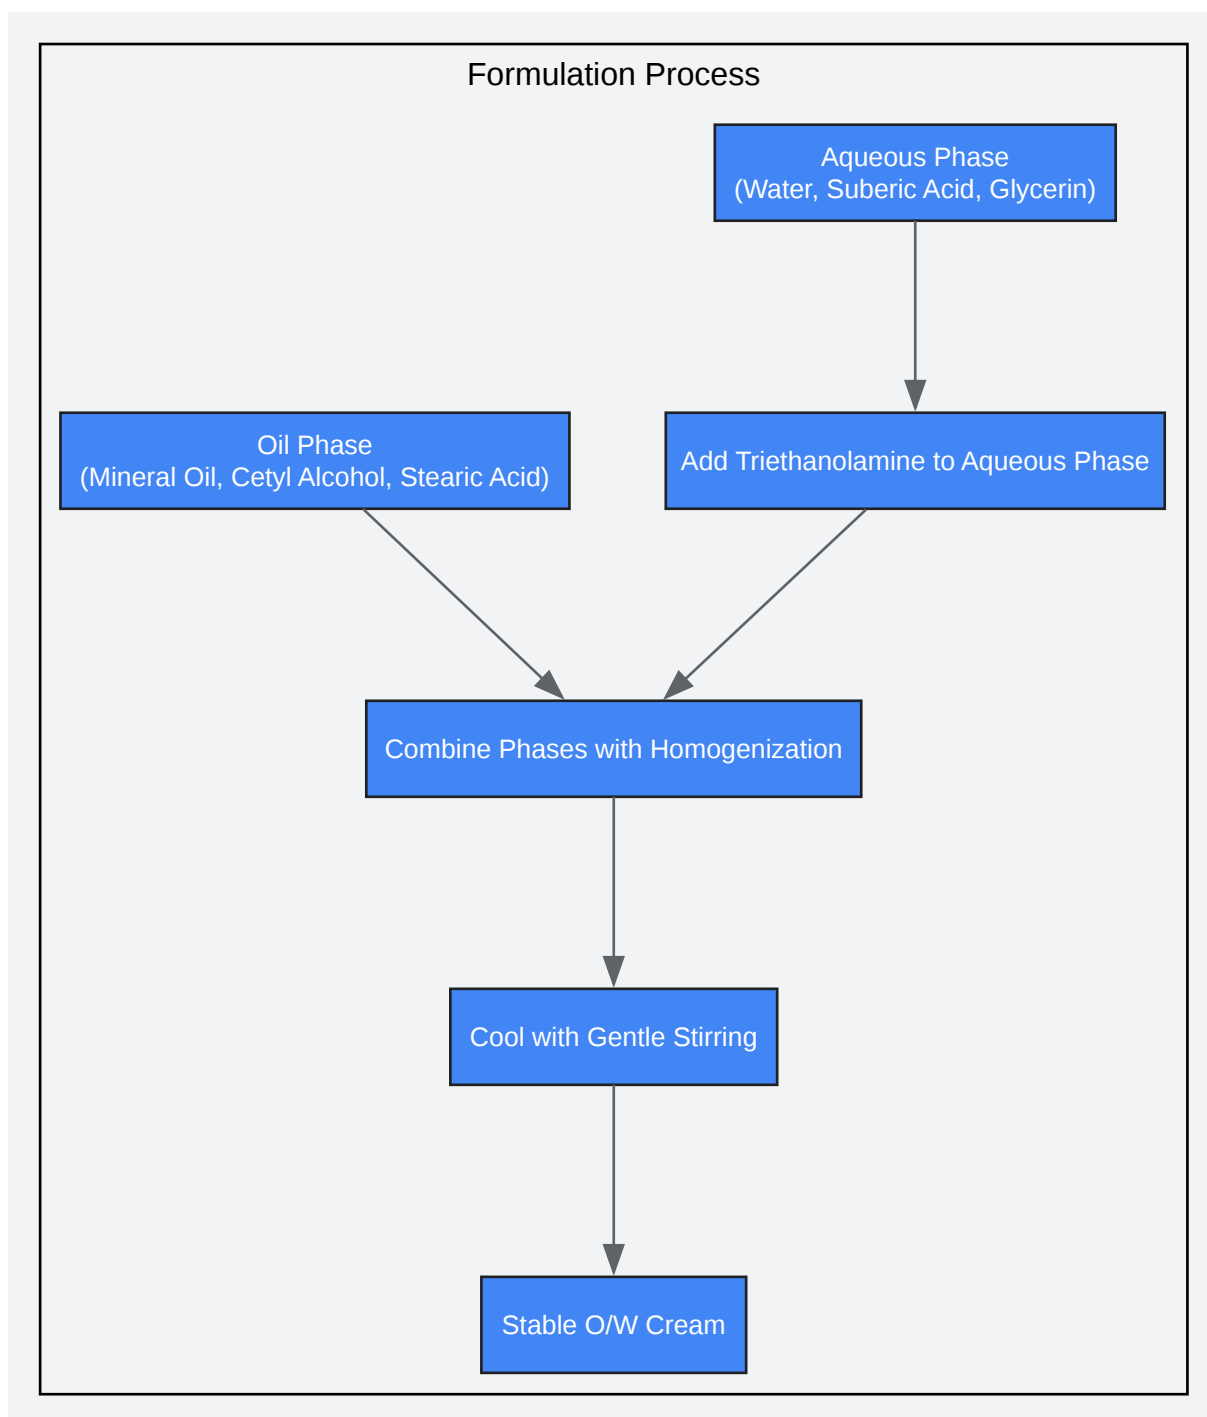 Formulation Process
Aqueous Phase
(Water, Suberic Acid, Glycerin)
Oil Phase
(Mineral Oil, Cetyl Alcohol, Stearic Acid)
Add Triethanolamine to Aqueous Phase
Combine Phases with Homogenization
Cool with Gentle Stirring
Stable O/W Cream